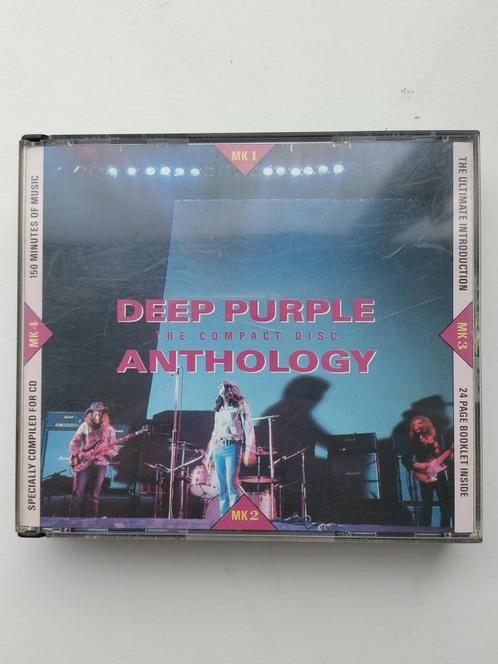 MK 1
DEEP PURPLE
THE COMPACT DISC
ANTHOLOGY
MK 2
SPECIALLY COMPILED FOR CD
MK 4
150 MINUTES OF MUSIC
THE ULTIMATE INTRODUCTION
MK 3
24 PAGE BOOKLET INSIDE